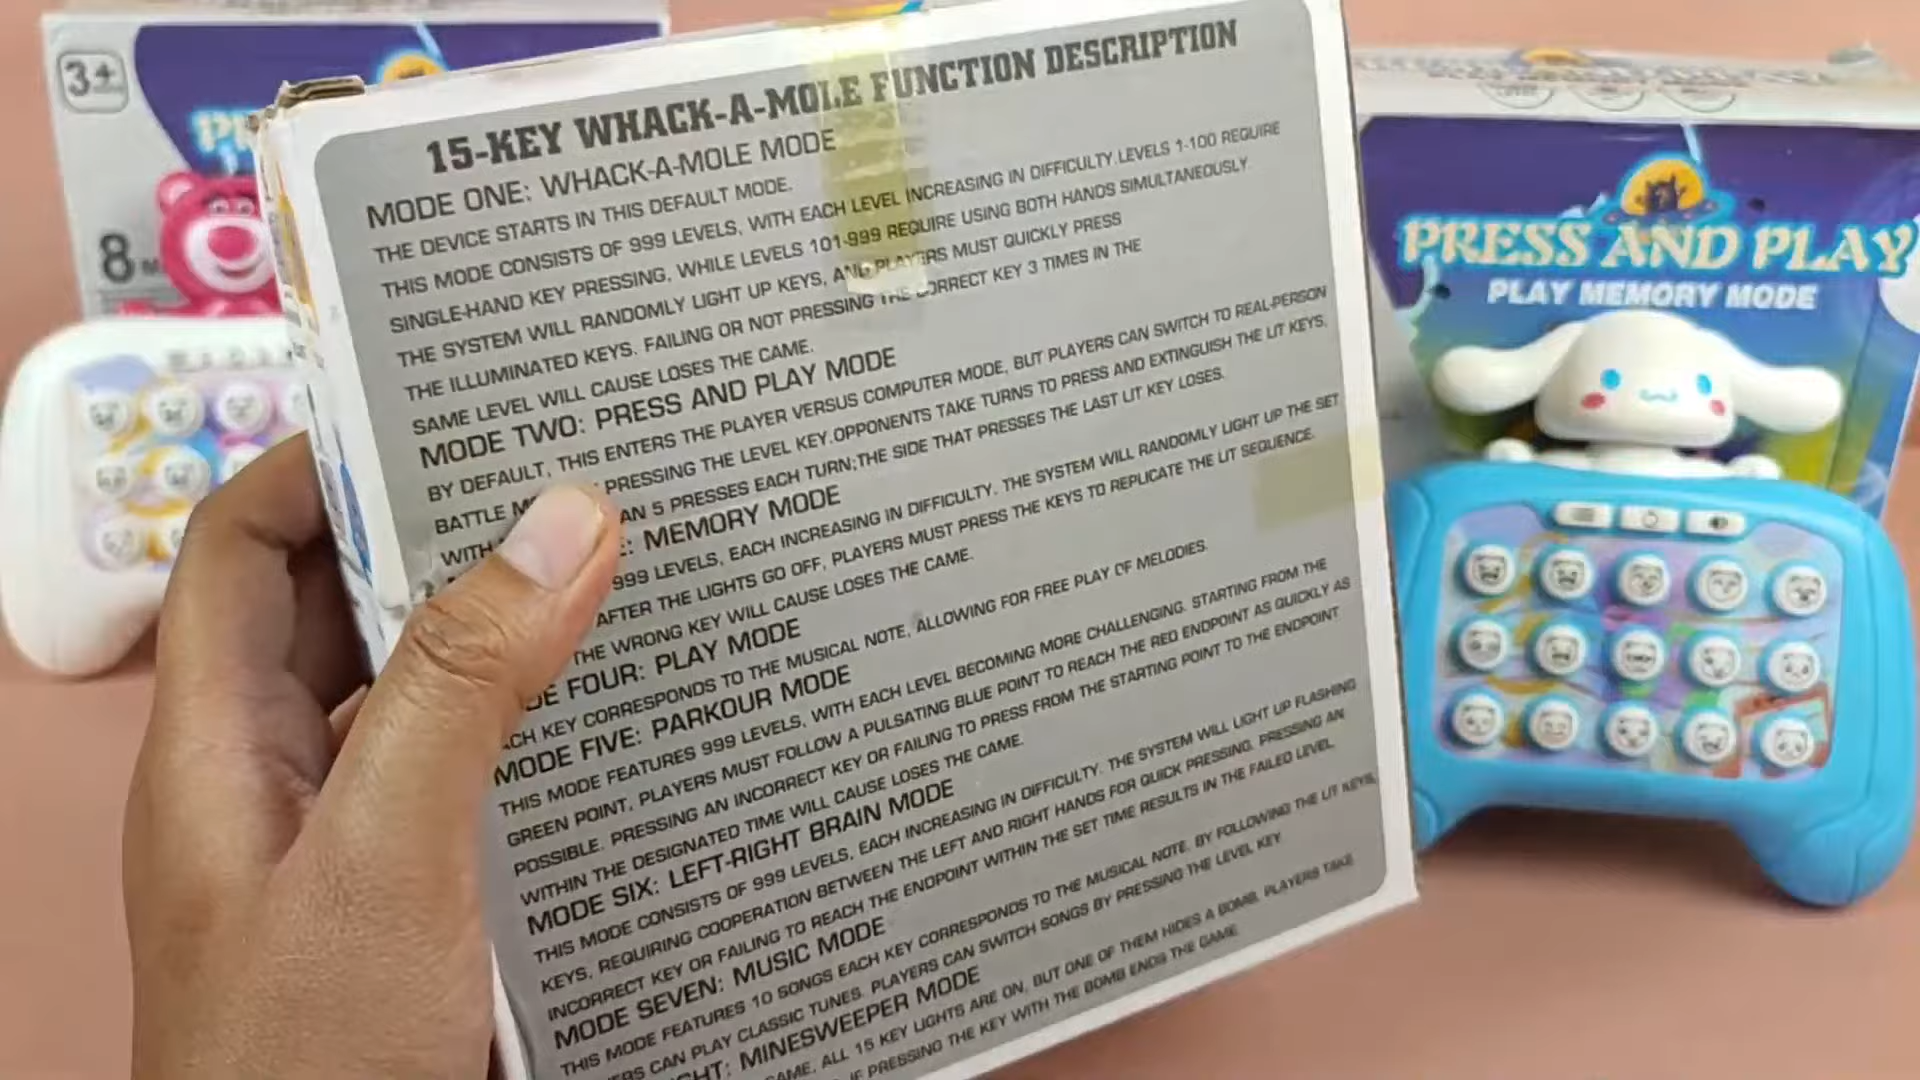 3+
8
15-KEY WHACK-A-MOLE FUNCTION DESCRIPTION
MODE ONE: WHACK-A-MOLE MODE
THE DEVICE STARTS IN THIS DEFAULT MODE.
THIS MODE CONSISTS OF 999 LEVELS, WITH EACH LEVEL INCREASING IN DIFFICULTY.LEVELS 1-100 REQUIRE
SINGLE-HAND KEY PRESSING, WHILE LEVELS 101-999 REQUIRE USING BOTH HANDS SIMULTANEOUSLY.
THE SYSTEM WILL RANDOMLY LIGHT UP KEYS, AND PLAYERS MUST QUICKLY PRESS
THE ILLUMINATED KEYS. FAILING OR NOT PRESSING THE CORRECT KEY 3 TIMES IN THE
SAME LEVEL WILL CAUSE LOSES THE CAME.
MODE TWO: PRESS AND PLAY MODE
BY DEFAULT, THIS ENTERS THE PLAYER VERSUS COMPUTER MODE, BUT PLAYERS CAN SWITCH TO REAL-PERSON
BATTLE PRESSING THE LEVEL KEY.OPPONENTS TAKE TURNS TO PRESS AND EXTINGUISH THE LIT KEYS,
WITH 5 PRESSES EACH TURN;THE SIDE THAT PRESSES THE LAST LIT KEY LOSES.
MEMORY MODE
999 LEVELS, EACH INCREASING IN DIFFICULTY. THE SYSTEM WILL RANDOMLY LIGHT UP THE SET
AFTER THE LIGHTS GO OFF, PLAYERS MUST PRESS THE KEYS TO REPLICATE THE LIT SEQUENCE.
THE WRONG KEY WILL CAUSE LOSES THE CAME.
FOUR: PLAY MODE
KEY CORRESPONDS TO THE MUSICAL NOTE, ALLOWING FOR FREE PLAY OF MELODIES.
MODE FIVE: PARKOUR MODE
THIS MODE FEATURES 999 LEVELS, WITH EACH LEVEL BECOMING MORE CHALLENGING. STARTING FROM THE
GREEN POINT, PLAYERS MUST FOLLOW A PULSATING BLUE POINT TO REACH THE RED ENDPOINT AS QUICKLY AS
POSSIBLE. PRESSING AN INCORRECT KEY OR FAILING TO PRESS FROM THE STARTING POINT TO THE ENDPOINT
WITHIN THE DESIGNATED TIME WILL CAUSE LOSES THE CAME.
MODE SIX: LEFT-RIGHT BRAIN MODE
THIS MODE CONSISTS OF 999 LEVELS, EACH INCREASING IN DIFFICULTY. THE SYSTEM WILL LIGHT UP FLASHING
KEYS, REQUIRING COOPERATION BETWEEN THE LEFT AND RIGHT HANDS FOR QUICK PRESSING. PRESSING AN
INCORRECT KEY OR FAILING TO REACH THE ENDPOINT WITHIN THE SET TIME RESULTS IN THE FAILED LEVEL.
MODE SEVEN: MUSIC MODE
THIS MODE FEATURES 10 SONGS EACH KEY CORRESPONDS TO THE MUSICAL NOTE. BY FOLLOWING THE LIT KEYS,
CAN PLAY CLASSIC TUNES. PLAYERS CAN SWITCH SONGS BY PRESSING THE LEVEL KEY
MINESWEEPER MODE
ALL 15 KEY LIGHTS ARE ON, BUT ONE OF THEM HIDES A BOMB. PLAYERS TAKE
IF PRESSING THE KEY WITH THE BOMB ENDS THE GAME
PRESS AND PLAY
PLAY MEMORY MODE